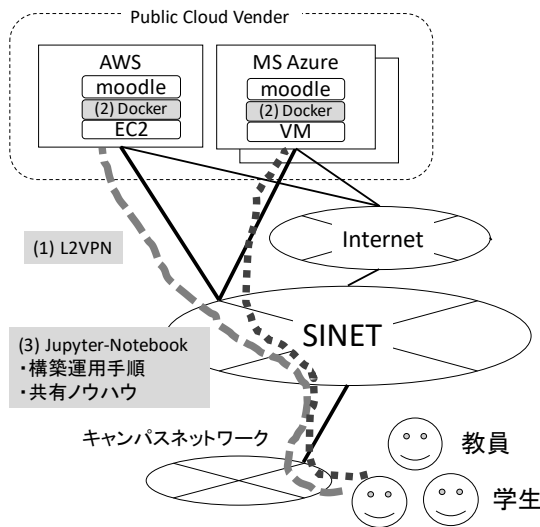 Public Cloud Vender
AWS
moodle
(2) Docker
EC2
MS Azure
moodle
(2) Docker
VM
(1) L2VPN
Internet
SINET
(3) Jupyter-Notebook
・構築運用手順
・共有ノウハウ
キャンパスネットワーク
教員
学生